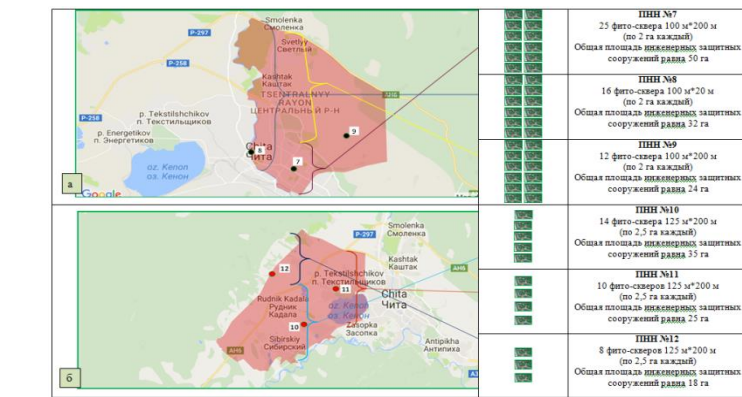 Smolenka
Смоленка
P-297
Svetlyy
Светлый
P-258
Kashtak
Каштак
TSENTRALNYY
RAYON
ЦЕНТРАЛЬНЫЙ Р-Н
P-258
p. Tekstilshchikov
п. Текстильщиков
p. Energetikov
п. Энергетиков
Chita
Чита
8
9
7
oz. Kenon
оз. Кенон
а
Google
ПНН №7
25 фито-сквера 100 м*200 м
(по 2 га каждый)
Общая площадь инженерных защитных
сооружений равна 50 га
ПНН №8
16 фито-сквера 100 м*20 м
(по 2 га каждый)
Общая площадь инженерных защитных
сооружений равна 32 га
ПНН №9
12 фито-сквера 100 м*200 м
(по 2 га каждый)
Общая площадь инженерных защитных
сооружений равна 24 га
Smolenka
Смоленка
P-297
Kashtak
Каштак
12
p. Tekstilshchikov
п. Текстильщиков
AH6
11
Chita
Чита
Rudnik Kadala
Рудник
Кадала
oz. Kenon
оз. Кенон
10
Zasopka
Засопка
Sibirskiy
Сибирский
Antipikha
Антипиха
AH6
б
ПНН №10
14 фито-сквера 125 м*200 м
(по 2,5 га каждый)
Общая площадь инженерных защитных
сооружений равна 35 га
ПНН №11
10 фито-скверов 125 м*200 м
(по 2,5 га каждый)
Общая площадь инженерных защитных
сооружений равна 25 га
ПНН №12
8 фито-скверов 125 м*200 м
(по 2,5 га каждый)
Общая площадь инженерных защитных
сооружений равна 18 га